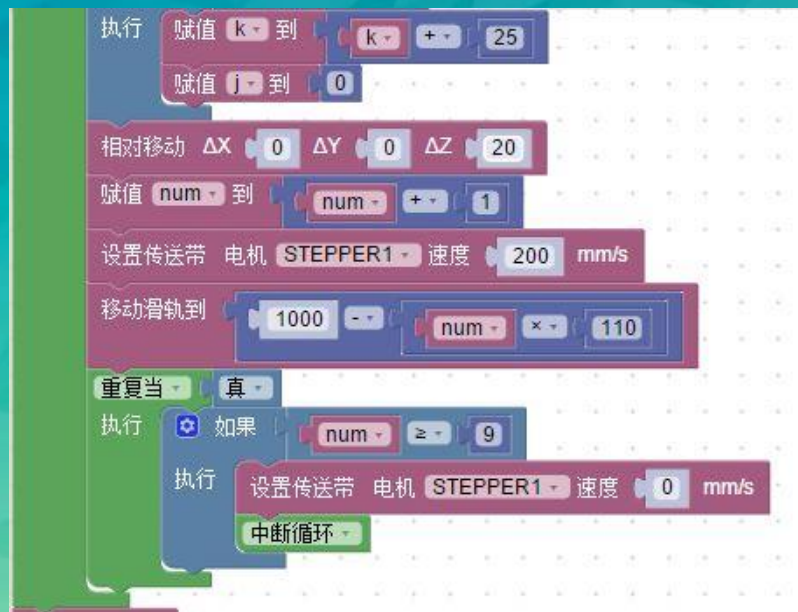 执行 赋值 k 到 k + 25
赋值 j 到 0
相对移动 ΔX 0 ΔY 0 ΔZ 20
赋值 num 到 num + 1
设置传送带 电机 STEPPER1 速度 200 mm/s
移动滑轨到 1000 - num × 110
重复当 真
执行 如果 num ≥ 9
执行 设置传送带 电机 STEPPER1 速度 0 mm/s
中断循环